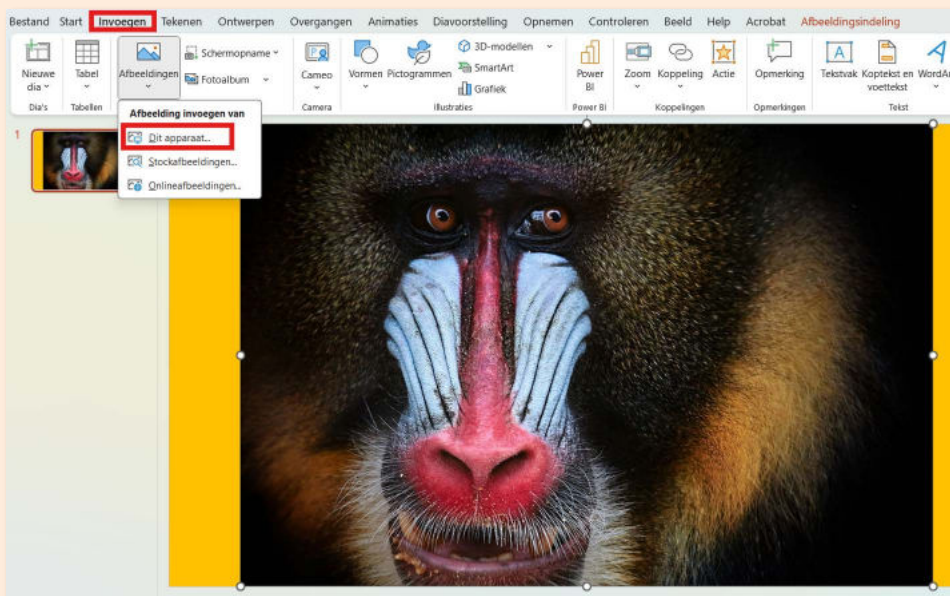 Bestand Start Invoegen Tekenen Ontwerpen Overgangen Animaties Diavoorstelling Opnemen Controleren Beeld Help Acrobat Afbeeldingsindeling
Nieuwe dia
Tabel
Afbeeldingen
Schermopname
Fotoalbum
Cameo
Vormen
Pictogrammen
3D-modellen
SmartArt
Grafiek
Power BI
Zoom
Koppeling
Actie
Opmerking
Tekstvak
Koptekst en voettekst
Dia's
Tabellen
Camera
Illustraties
Power BI
Koppelingen
Opmerkingen
Tekst
Afbeelding invoegen van
Dit apparaat...
Stockafbeeldingen...
Onlineafbeeldingen...
1